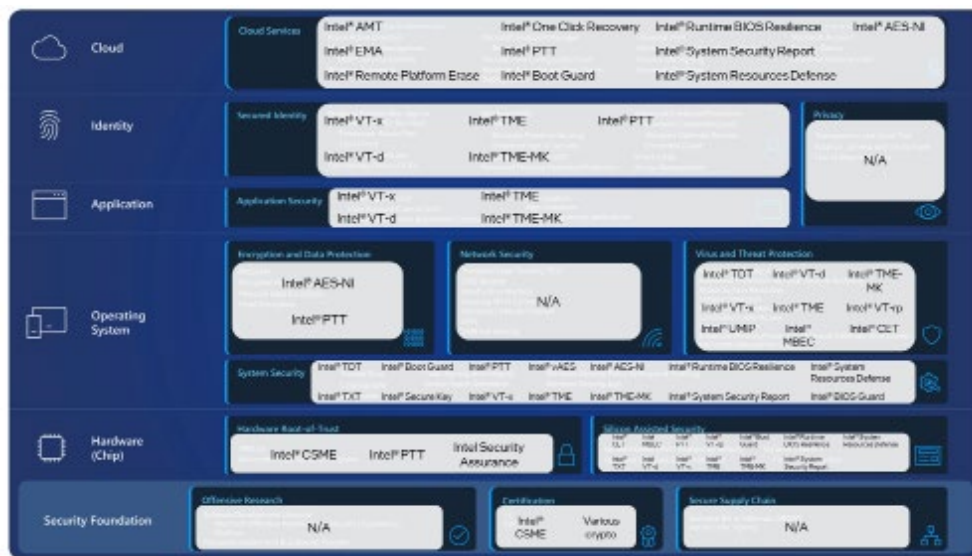 Cloud
Cloud Services
Intel® AMT Intel® One Click Recovery Intel® Runtime BIOS Resilience Intel® AES-NI
Intel® EMA Intel® PTT Intel® System Security Report
Intel® Remote Platform Erase Intel® Boot Guard Intel® System Resources Defense
Identity
Secured Identity
Intel® VT-x Intel® TME Intel® PTT
Intel® VT-d Intel® TME-MK
Privacy
N/A
Application
Application Security
Intel® VT-x Intel® TME
Intel® VT-d Intel® TME-MK
Operating
System
Encryption and Data Protection
Intel® AES-NI
Intel® PTT
Network Security
N/A
Virus and Threat Protection
Intel® TDT Intel® VT-d Intel® TME-
MK
Intel® VT-x Intel® TME Intel® VT-rp
Intel® UMIP Intel® Intel® CET
MBEC
System Security
Intel® TDT Intel® Boot Guard Intel® PTT Intel® vAES Intel® AES-NI Intel® Runtime BIOS Resilience Intel® System
Resources Defense
Intel® TXT Intel® Secure Key Intel® VT-x Intel® TME Intel® TME-MK Intel® System Security Report Intel® BIOS Guard
Hardware
(Chip)
Hardware Root-of-Trust
Intel® CSME Intel® PTT Intel Security
Assurance
Silicon Assisted Security
Security Foundation
Offensive Research
N/A
Certification
Intel® Various
CSME crypto
Secure Supply Chain
N/A